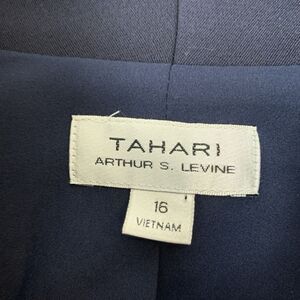 TAHARI
ARTHUR S. LEVINE
16
VIETNAM